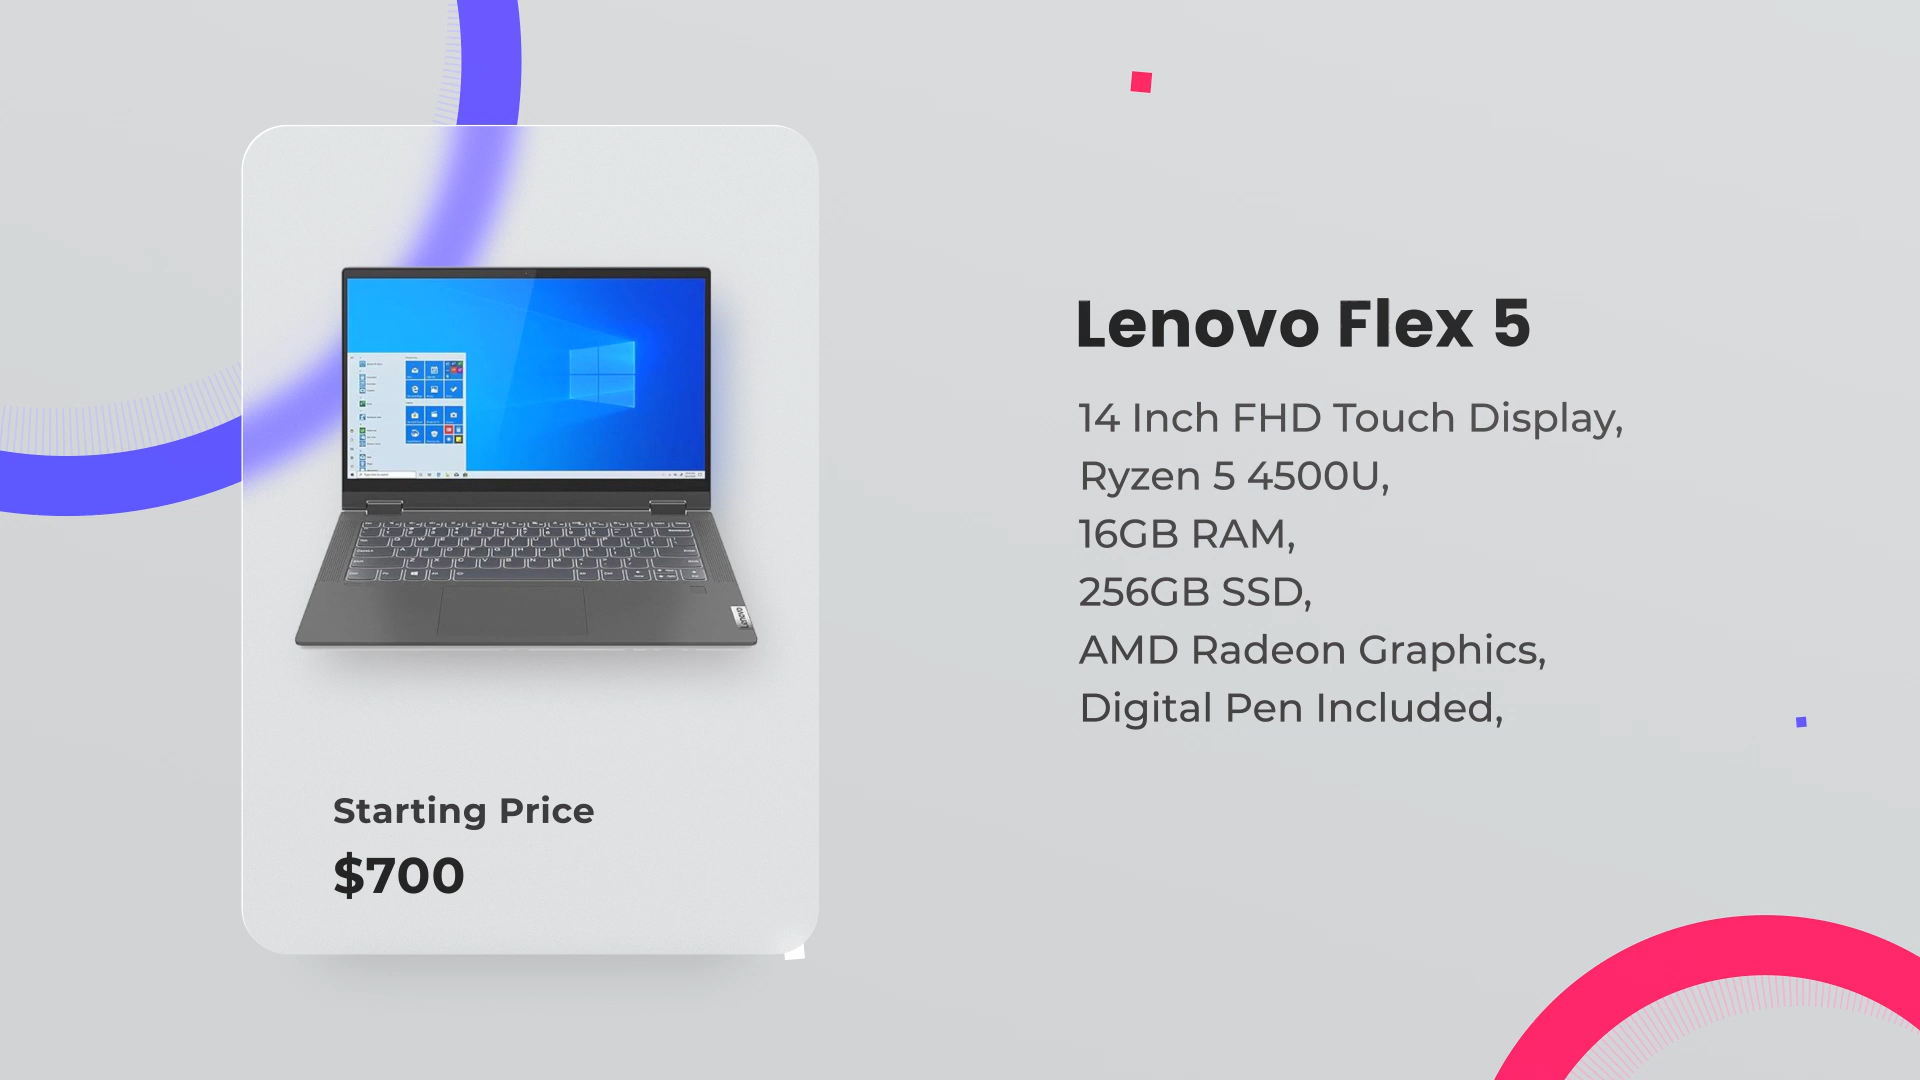 Lenovo Flex 5
14 Inch FHD Touch Display,
Ryzen 5 4500U,
16GB RAM,
256GB SSD,
AMD Radeon Graphics,
Digital Pen Included,
Starting Price
$700
Lenovo